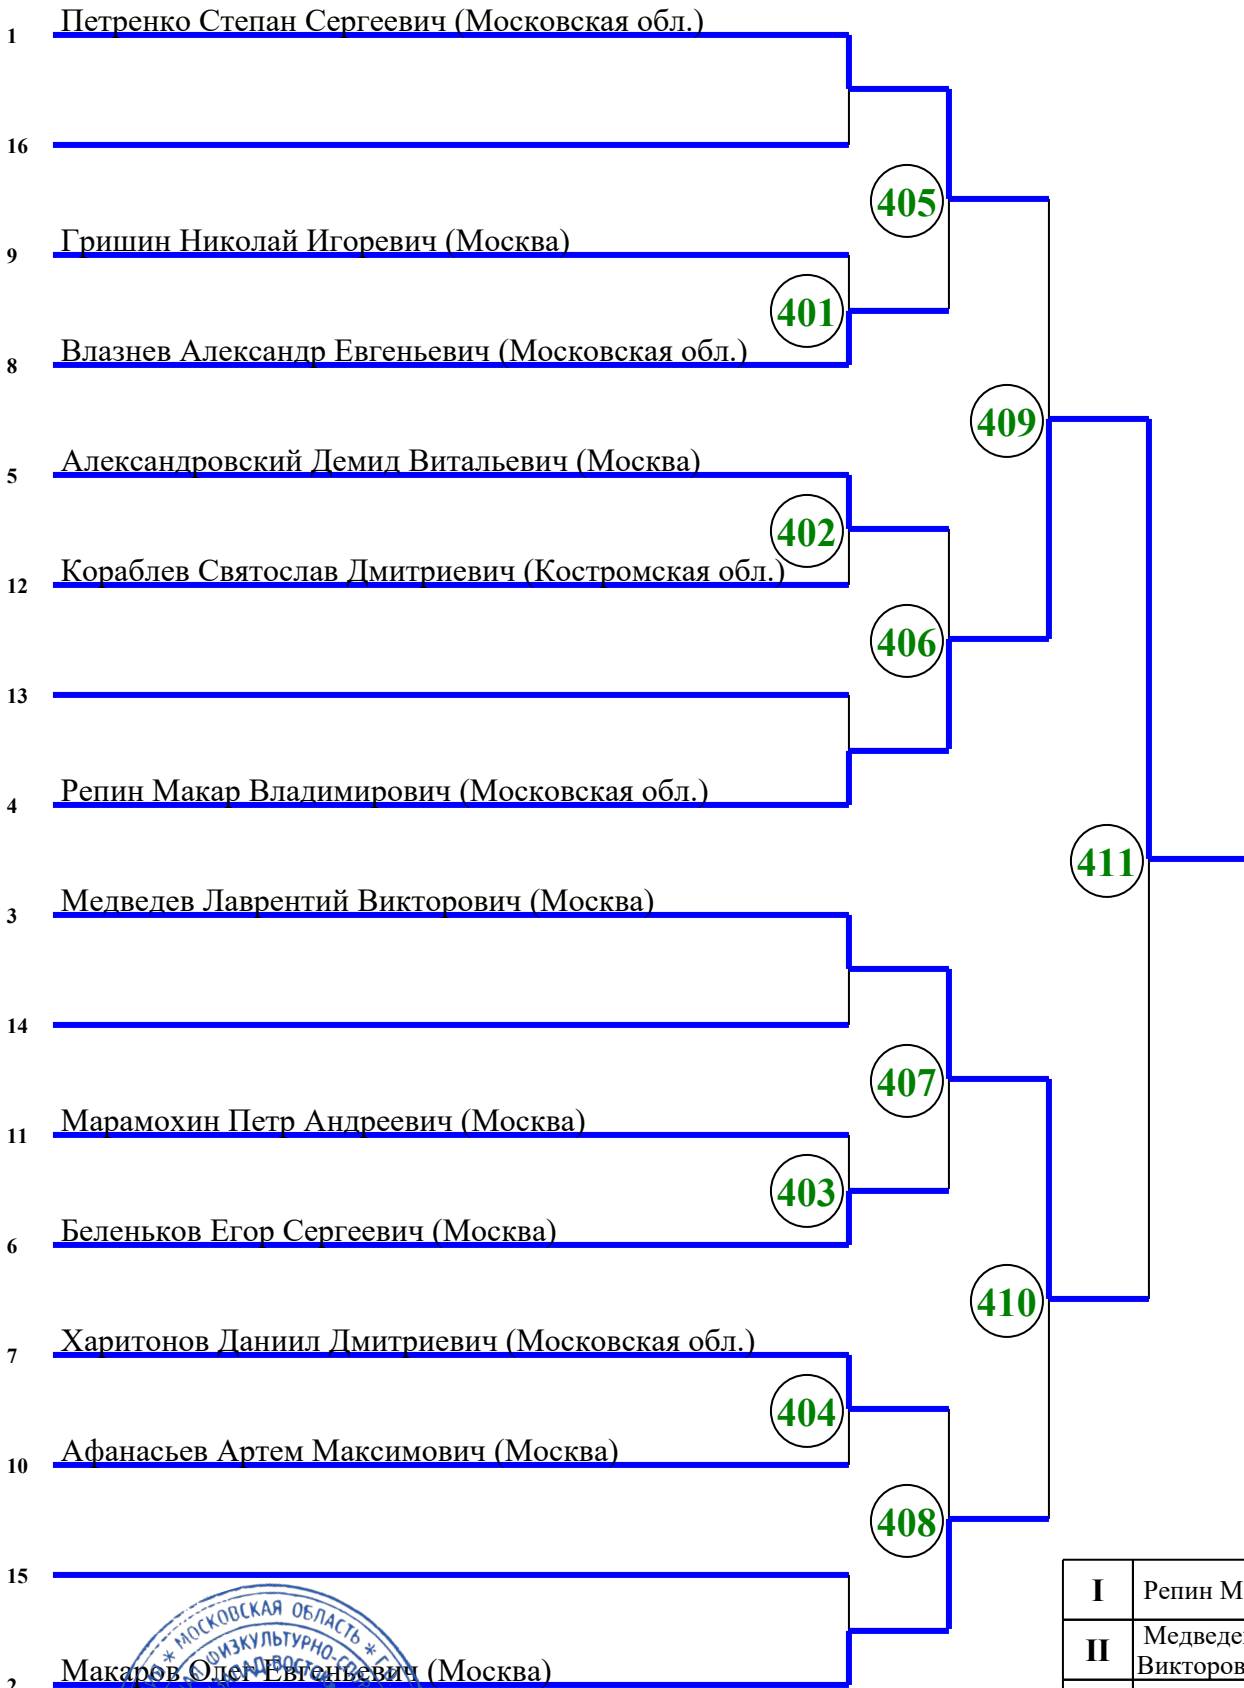 Петренко Степан Сергеевич (Московская обл.)
1
16
405
Гришин Николай Игоревич (Москва)
9
401
Влазнев Александр Евгеньевич (Московская обл.)
8
409
Александровский Демид Витальевич (Москва)
5
402
Кораблев Святослав Дмитриевич (Костромская обл.)
12
406
13
Репин Макар Владимирович (Московская обл.)
4
411
Медведев Лаврентий Викторович (Москва)
3
14
407
Марамохин Петр Андреевич (Москва)
11
403
Беленьков Егор Сергеевич (Москва)
6
410
Харитонов Даниил Дмитриевич (Московская обл.)
7
404
Афанасьев Артем Максимович (Москва)
10
408
15
I Репин М
* МОСКОВСКАЯ ОБЛАСТЬ *
II Медведе
Викторов
Макаров Олег Евгеньевич (Москва)
2